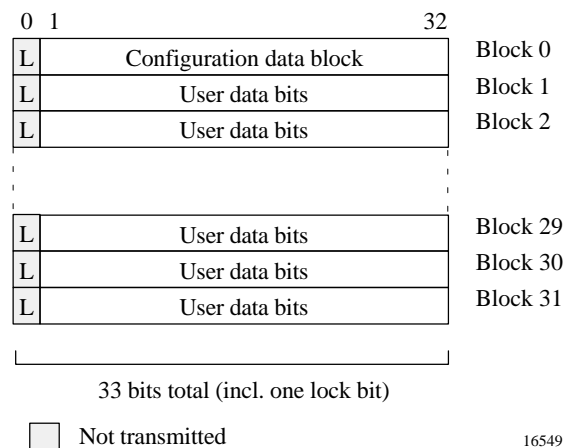 0 1 32
L Configuration data block Block 0
L User data bits Block 1
L User data bits Block 2
L User data bits Block 29
L User data bits Block 30
L User data bits Block 31
33 bits total (incl. one lock bit)
Not transmitted 16549